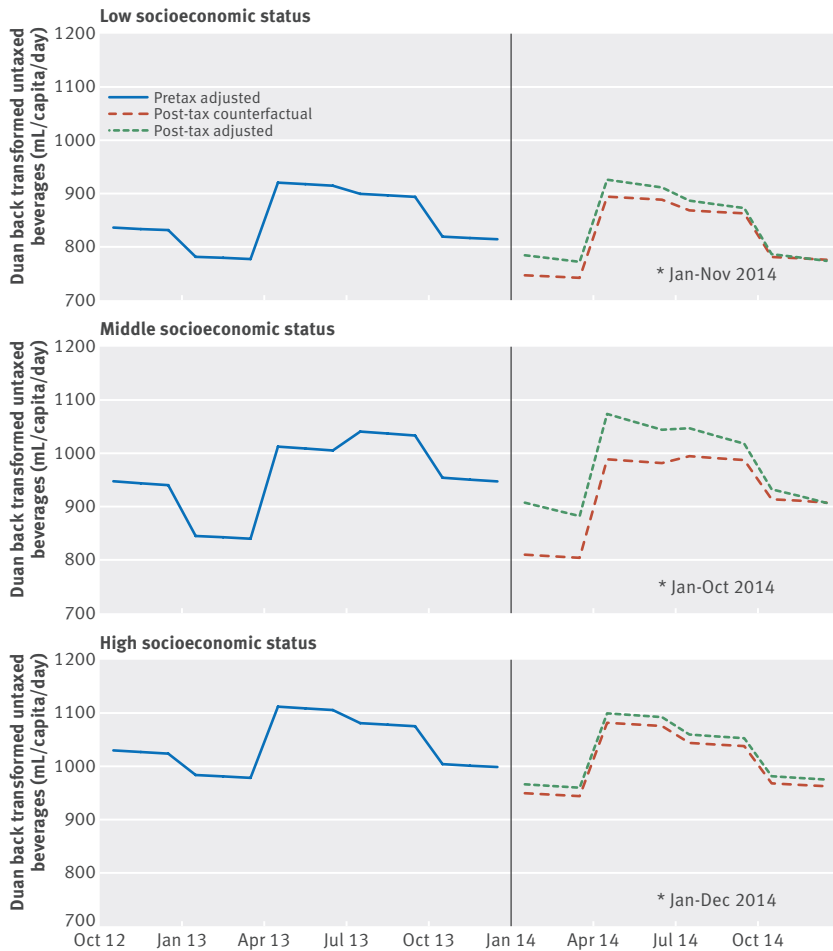 Low socioeconomic status
Duan back transformed untaxed
beverages (mL/capita/day)
1200
1100
1000
900
800
700
Pretax adjusted
Post-tax counterfactual
Post-tax adjusted
* Jan-Nov 2014
Middle socioeconomic status
Duan back transformed untaxed
beverages (mL/capita/day)
1200
1100
1000
900
800
700
* Jan-Oct 2014
High socioeconomic status
Duan back transformed untaxed
beverages (mL/capita/day)
1200
1100
1000
900
800
700
* Jan-Dec 2014
Oct 12 Jan 13 Apr 13 Jul 13 Oct 13 Jan 14 Apr 14 Jul 14 Oct 14